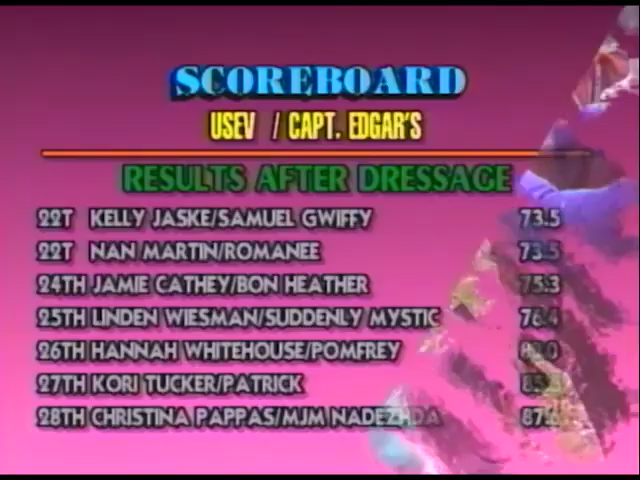 SCOREBOARD
USEV / CAPT. EDGAR'S
RESULTS AFTER DRESSAGE
22T KELLY JASKE/SAMUEL GWIFFY 73.5
22T NAN MARTIN/ROMANEE 73.5
24TH JAMIE CATHEY/BON HEATHER 75.3
25TH LINDEN WIESMAN/SUDDENLY MYSTIC 76.4
26TH HANNAH WHITEHOUSE/POMFREY
27TH KORI TUCKER/PATRICK
28TH CHRISTINA PAPPAS/MJM NADEZHDA